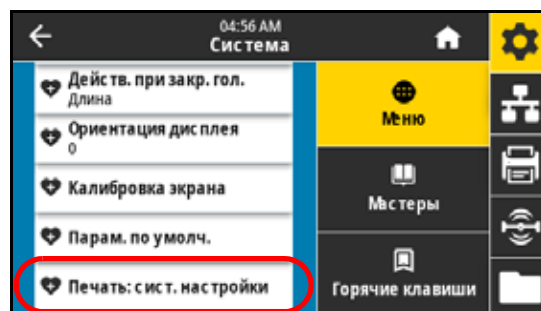 04:56 AM
Система
Действ. при закр. гол.
Длина
Ориентация дисплея
0
Калибровка экрана
Парам. по умолч.
Печать: сист. настройки
Меню
Мастеры
Горячие клавиши